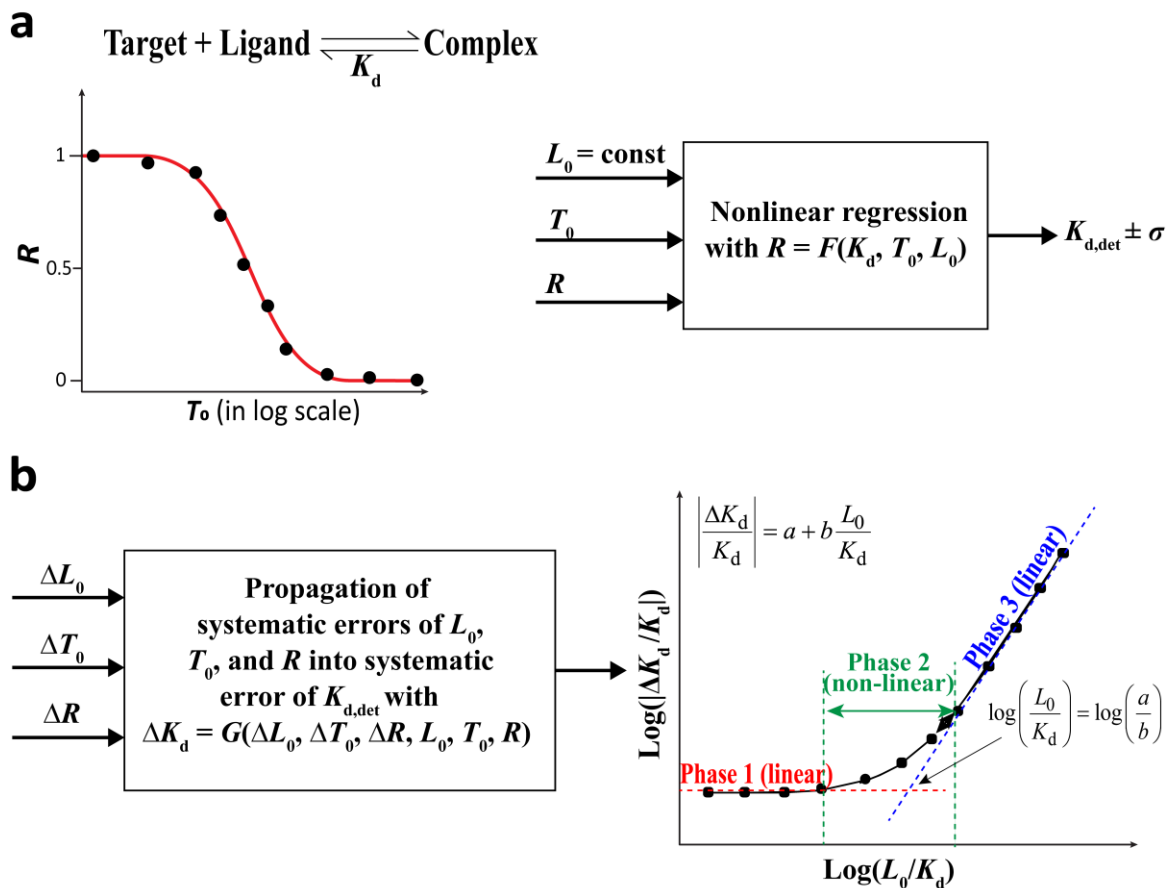 a
Target + Ligand ⇌ Complex
K_d
R
1
0.5
0
T₀ (in log scale)
L₀ = const
T₀
R
Nonlinear regression
with R = F(K_d, T₀, L₀)
K_d,det ± σ
b
ΔL₀
ΔT₀
ΔR
Propagation of
systematic errors of L₀,
T₀, and R into systematic
error of K_d,det with
ΔK_d = G(ΔL₀, ΔT₀, ΔR, L₀, T₀, R)
|ΔK_d/K_d| = a + b L₀/K_d
Log(|ΔK_d/K_d|)
Phase 1 (linear)
Phase 2
(non-linear)
Phase 3 (linear)
log(L₀/K_d) = log(a/b)
Log(L₀/K_d)